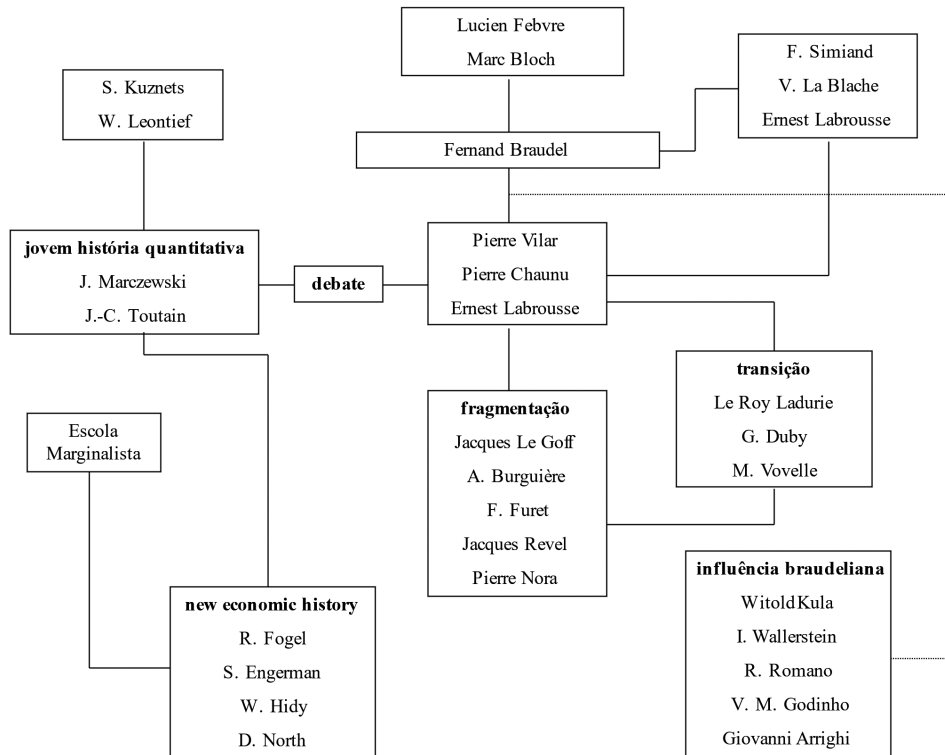 Lucien Febvre
Marc Bloch
F. Simiand
V. La Blache
Ernest Labrousse
S. Kuznets
W. Leontief
Fernand Braudel
jovem história quantitativa
J. Marczewski
J.-C. Toutain
debate
Pierre Vilar
Pierre Chaunu
Ernest Labrousse
transição
Le Roy Ladurie
G. Duby
M. Vovelle
fragmentação
Jacques Le Goff
A. Burguière
F. Furet
Jacques Revel
Pierre Nora
Escola
Marginalista
influência braudeliana
Witold Kula
I. Wallerstein
R. Romano
V. M. Godinho
Giovanni Arrighi
new economic history
R. Fogel
S. Engerman
W. Hidy
D. North